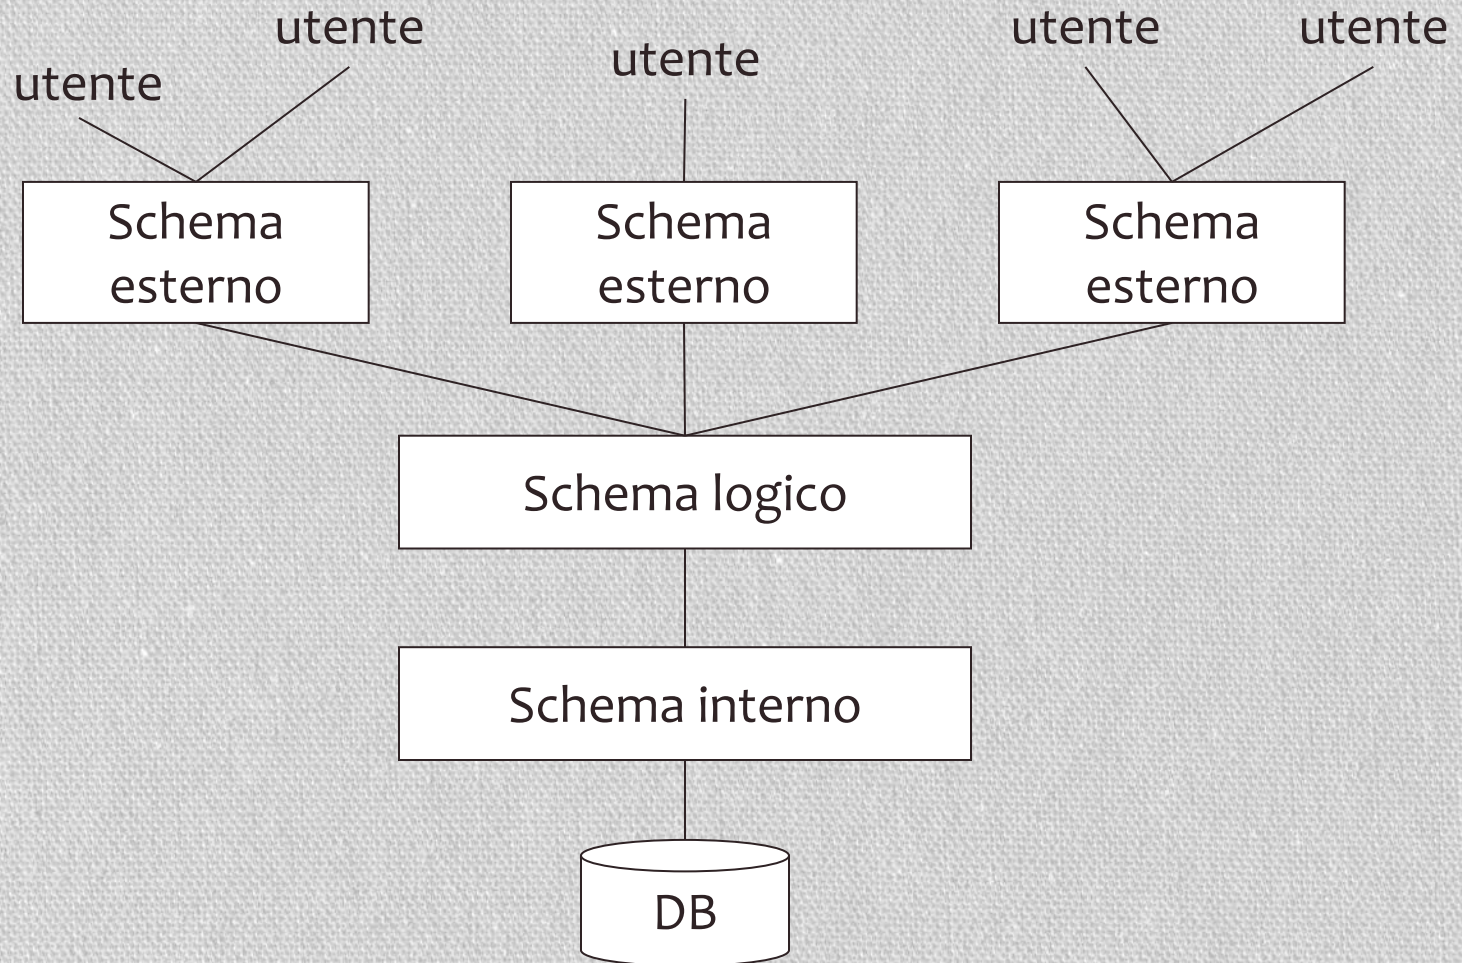 utente
utente
utente
utente
utente
Schema
esterno
Schema
esterno
Schema
esterno
Schema logico
Schema interno
DB